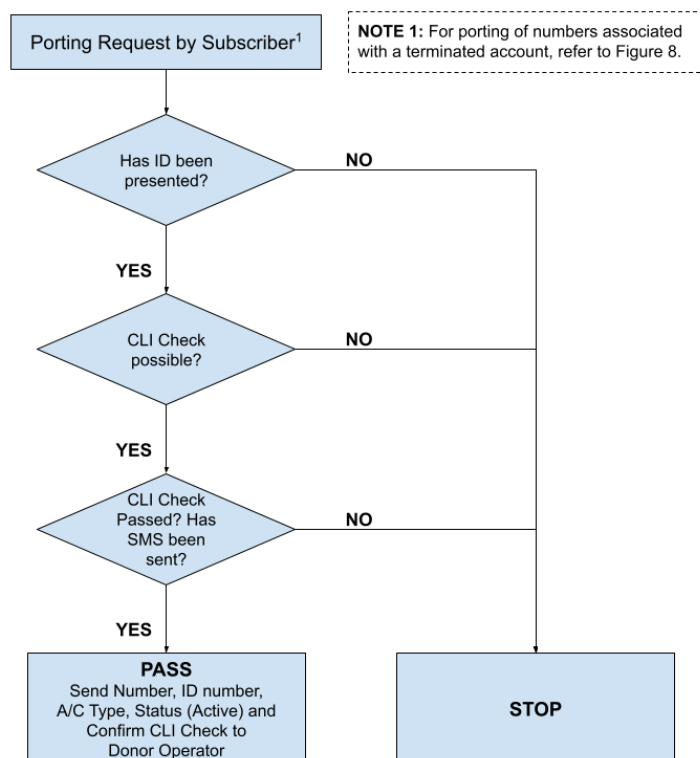 Porting Request by Subscriber¹
NOTE 1: For porting of numbers associated
with a terminated account, refer to Figure 8.
Has ID been
presented?
NO
YES
CLI Check
possible?
NO
YES
CLI Check
Passed? Has
SMS been
sent?
NO
YES
PASS
Send Number, ID number,
A/C Type, Status (Active) and
Confirm CLI Check to
Donor Operator
STOP